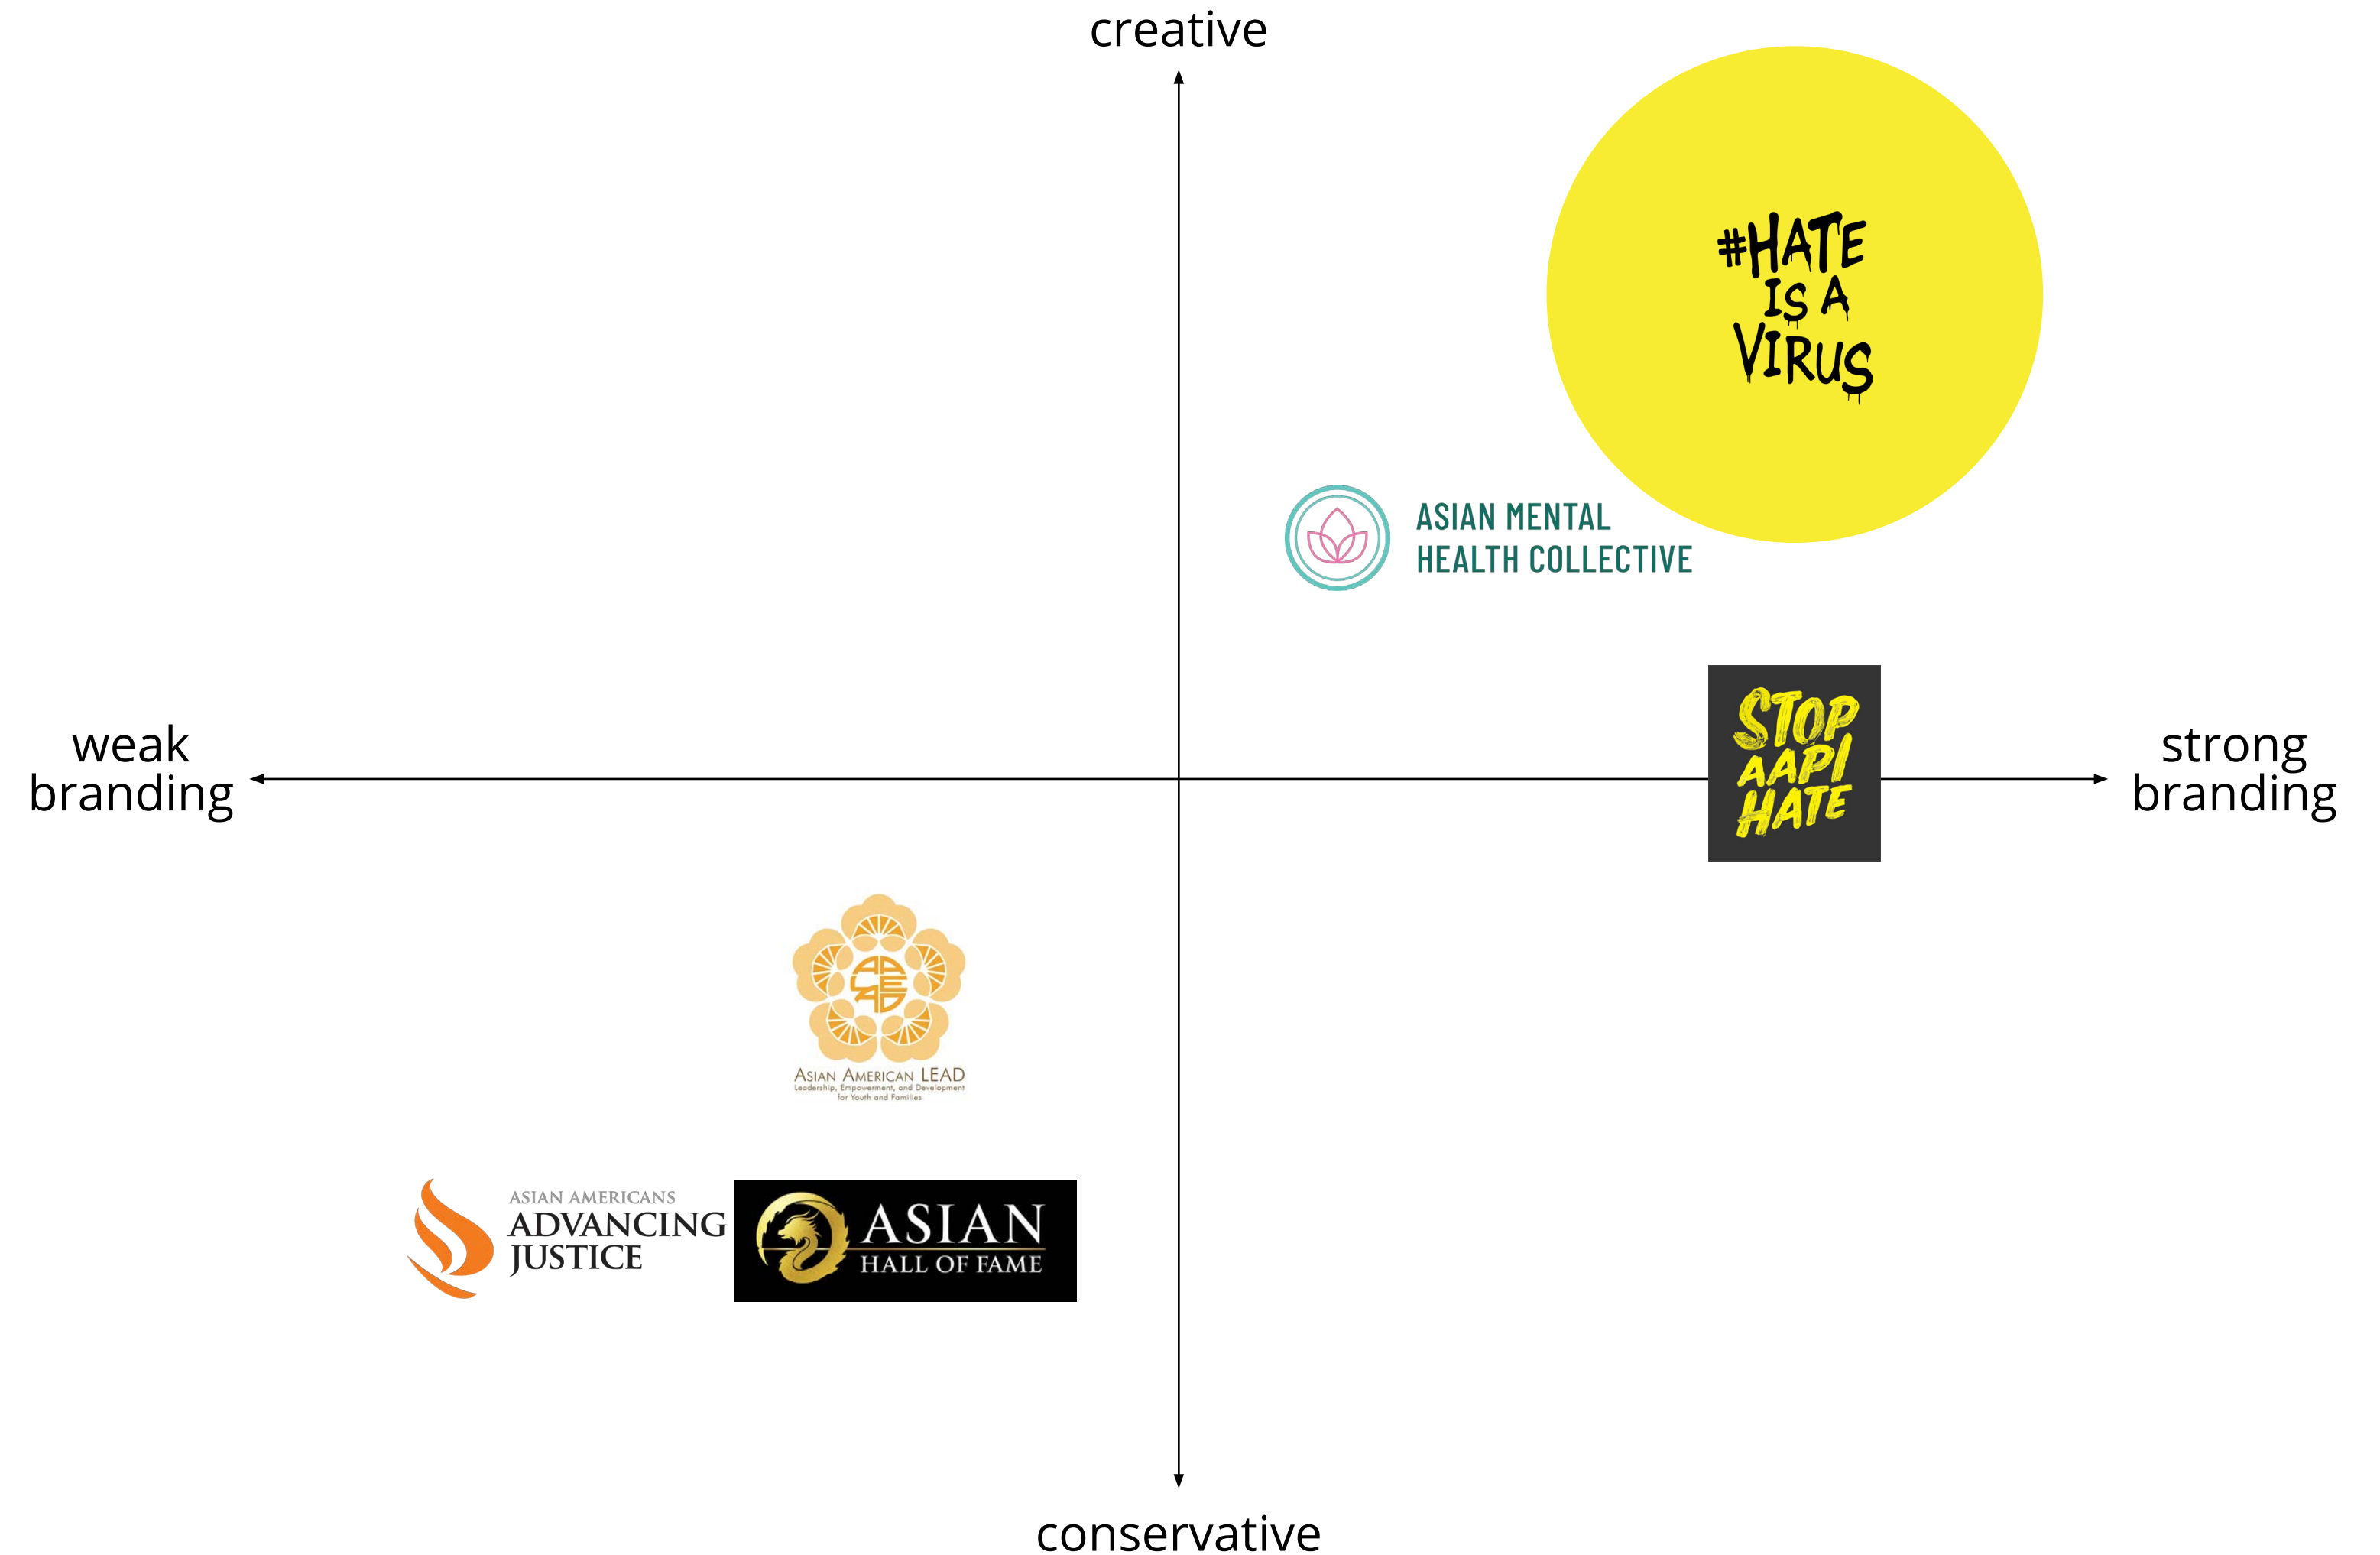 creative
#HATE
IS A
VIRUS
ASIAN MENTAL
HEALTH COLLECTIVE
weak
branding
STOP
AAPI
HATE
strong
branding
LEAD
ASIAN AMERICAN LEAD
Leadership, Empowerment, and Development
for Youth and Families
ASIAN AMERICANS
ADVANCING
JUSTICE
ASIAN
HALL OF FAME
conservative